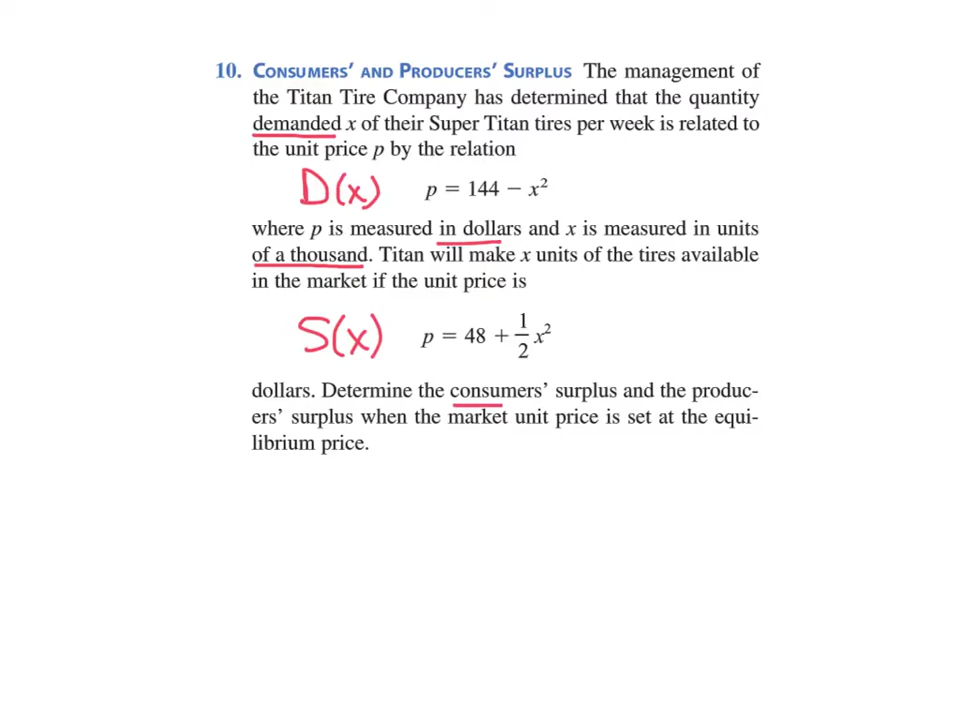 10. CONSUMERS' AND PRODUCERS' SURPLUS The management of
the Titan Tire Company has determined that the quantity
demanded x of their Super Titan tires per week is related to
the unit price p by the relation
D(x) p = 144 − x²
where p is measured in dollars and x is measured in units
of a thousand. Titan will make x units of the tires available
in the market if the unit price is
S(x) p = 48 + 1/2 x²
dollars. Determine the consumers' surplus and the produc-
ers' surplus when the market unit price is set at the equi-
librium price.